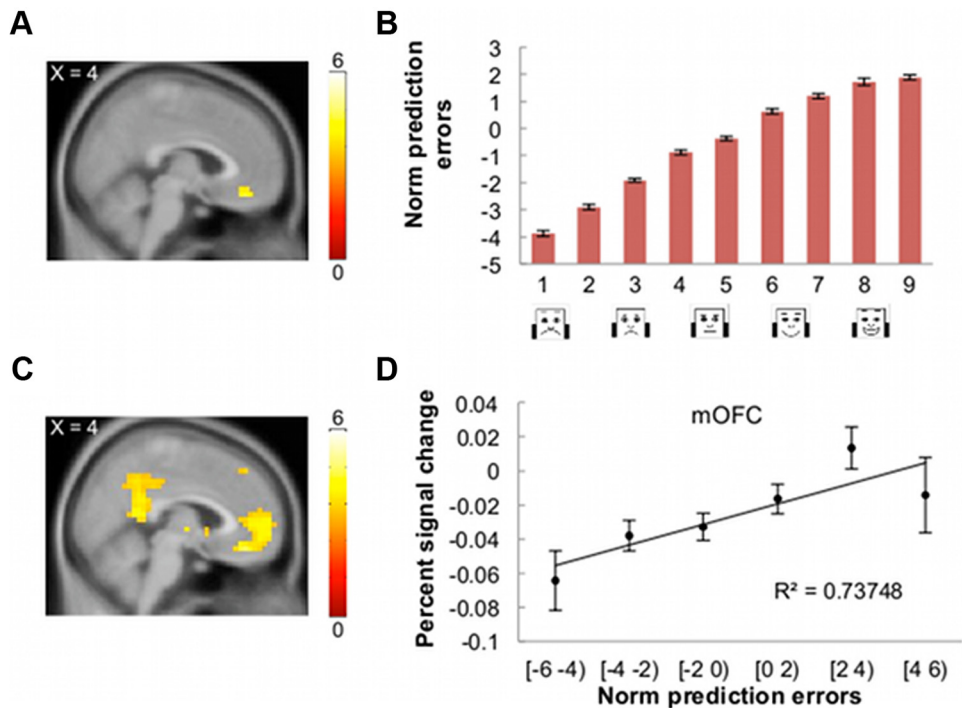 A
X = 4
6
0
B
Norm prediction
errors
3
2
1
0
-1
-2
-3
-4
-5
1 2 3 4 5 6 7 8 9
C
X = 4
6
0
D
Percent signal change
0.04
0.02
0
-0.02
-0.04
-0.06
-0.08
-0.1
mOFC
R² = 0.73748
[-6 -4) [-4 -2) [-2 0) [0 2) [2 4) [4 6)
Norm prediction errors